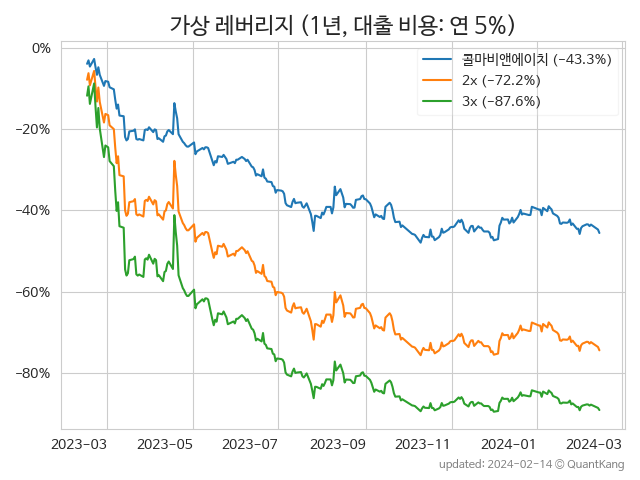 가상 레버리지 (1년, 대출 비용: 연 5%)
콜마비앤에이치 (−43.3%)
2x (−72.2%)
3x (−87.6%)
0%
−20%
−40%
−60%
−80%
2023-03 2023-05 2023-07 2023-09 2023-11 2024-01 2024-03
updated: 2024-02-14 © QuantKang